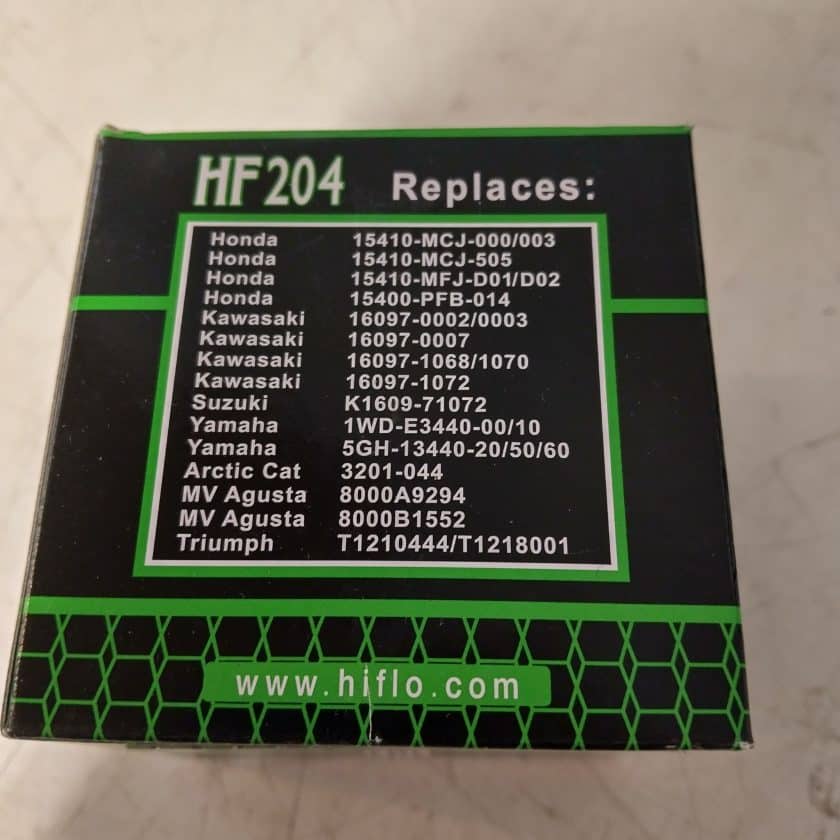 HF204 Replaces:
Honda 15410-MCJ-000/003
Honda 15410-MCJ-505
Honda 15410-MFJ-D01/D02
Honda 15400-PFB-014
Kawasaki 16097-0002/0003
Kawasaki 16097-0007
Kawasaki 16097-1068/1070
Kawasaki 16097-1072
Suzuki K1609-71072
Yamaha 1WD-E3440-00/10
Yamaha 5GH-13440-20/50/60
Arctic Cat 3201-044
MV Agusta 8000A9294
MV Agusta 8000B1552
Triumph T1210444/T1218001
www.hiflo.com